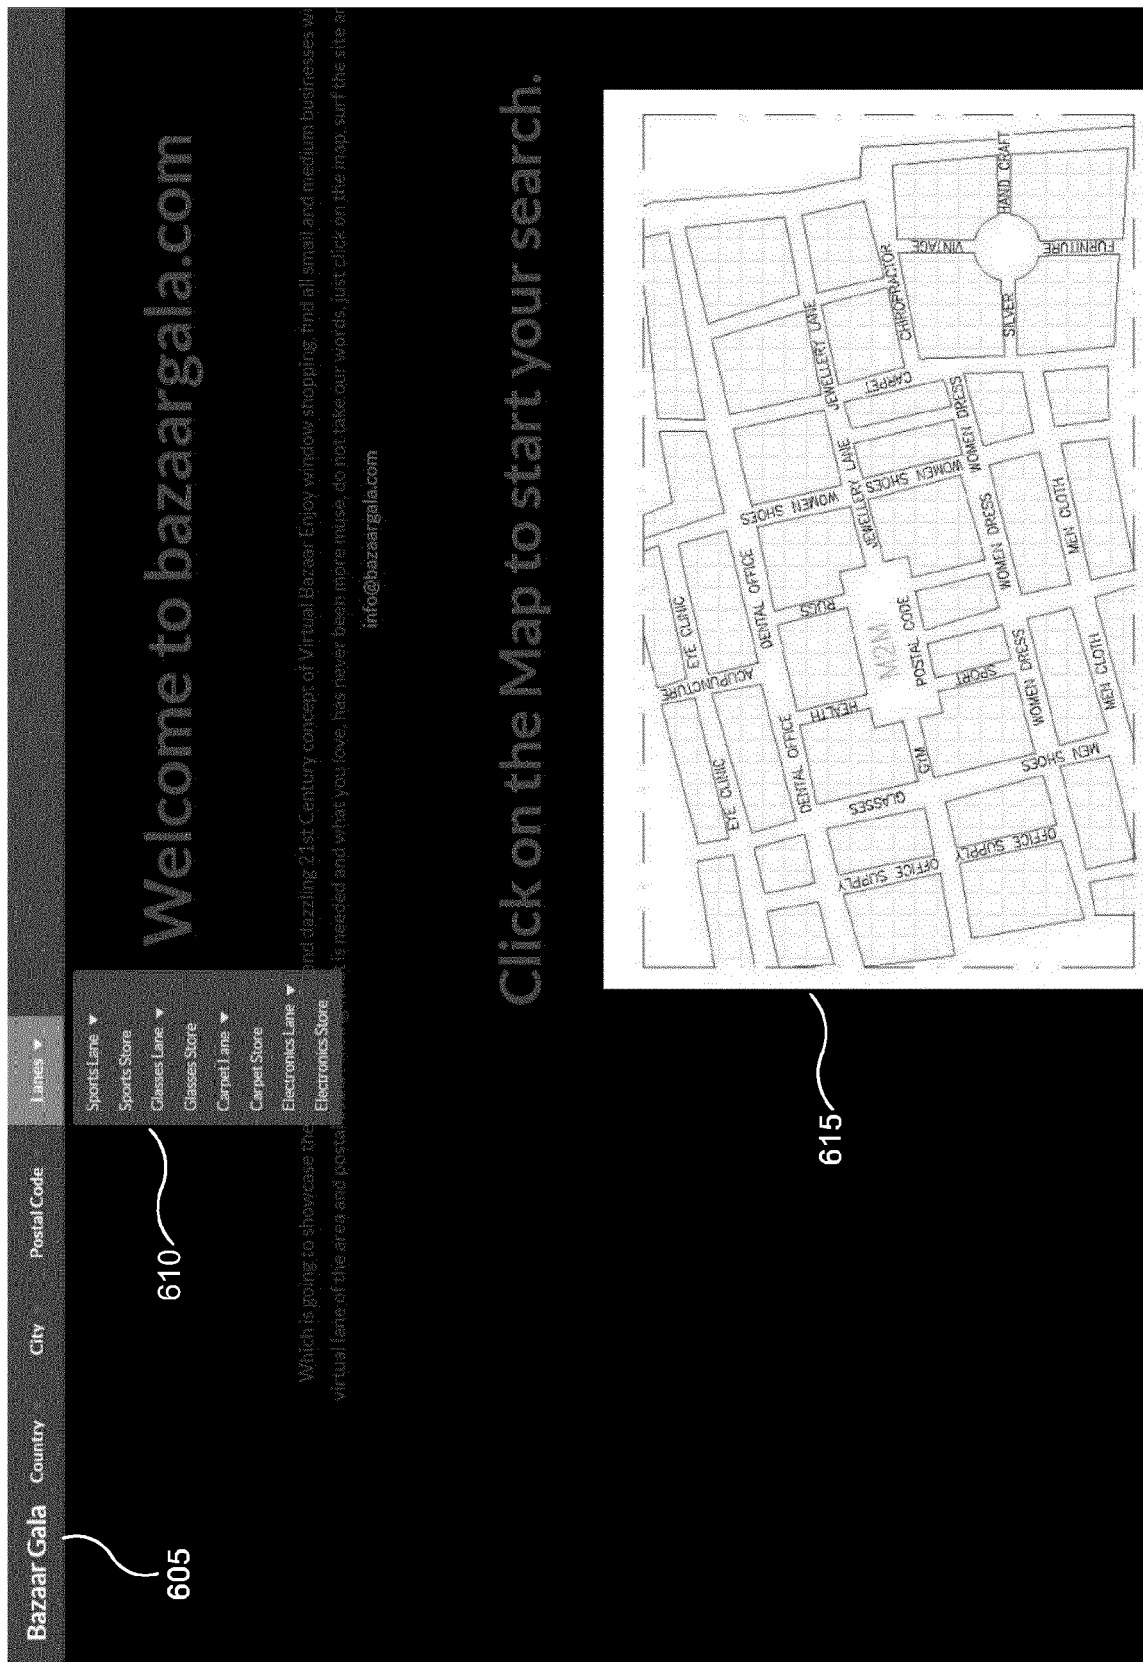 Bazaar Gala Country City Postal Code Lanes ▼
605
Sports Lane ▼
Sports Store
Glasses Lane ▼
Glasses Store
Carpet Lane ▼
Carpet Store
Electronics Lane ▼
Electronics Store
610
Welcome to bazaargala.com
Which is going to showcase the ond dazzling 21st Century concept of Virtual Bazaar Enjoy window shopping, find all small and medium businesses wi
virtual lane of the area and postal is needed and what you love, has never been more muse, do not take our words, just click on the map, surf the site an
info@bazaargala.com
Click on the Map to start your search.
615
EYE CLINIC
EYE CLINIC
ACUPUNCTURE
DENTAL OFFICE
DENTAL OFFICE
WOMEN SHOES
WOMEN SHOES
JEWELLERY LANE
JEWELLERY LANE
CHIROPRACTOR
CARPET
RUGS
HEALTH
M2M
POSTAL CODE
GYM
GLASSES
OFFICE SUPPLY
OFFICE SUPPLY
SPORT
WOMEN DRESS
WOMEN DRESS
WOMEN DRESS
MEN SHOES
MEN CLOTH
MEN CLOTH
VINTAGE
HAND CRAFT
SILVER
FURNITURE